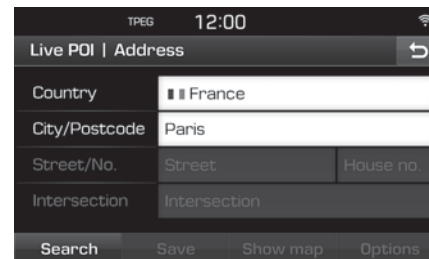 TPEG 12:00
Live POI | Address
Country France
City/Postcode Paris
Street/No. Street House no.
Intersection Intersection
Search Save Show map Options